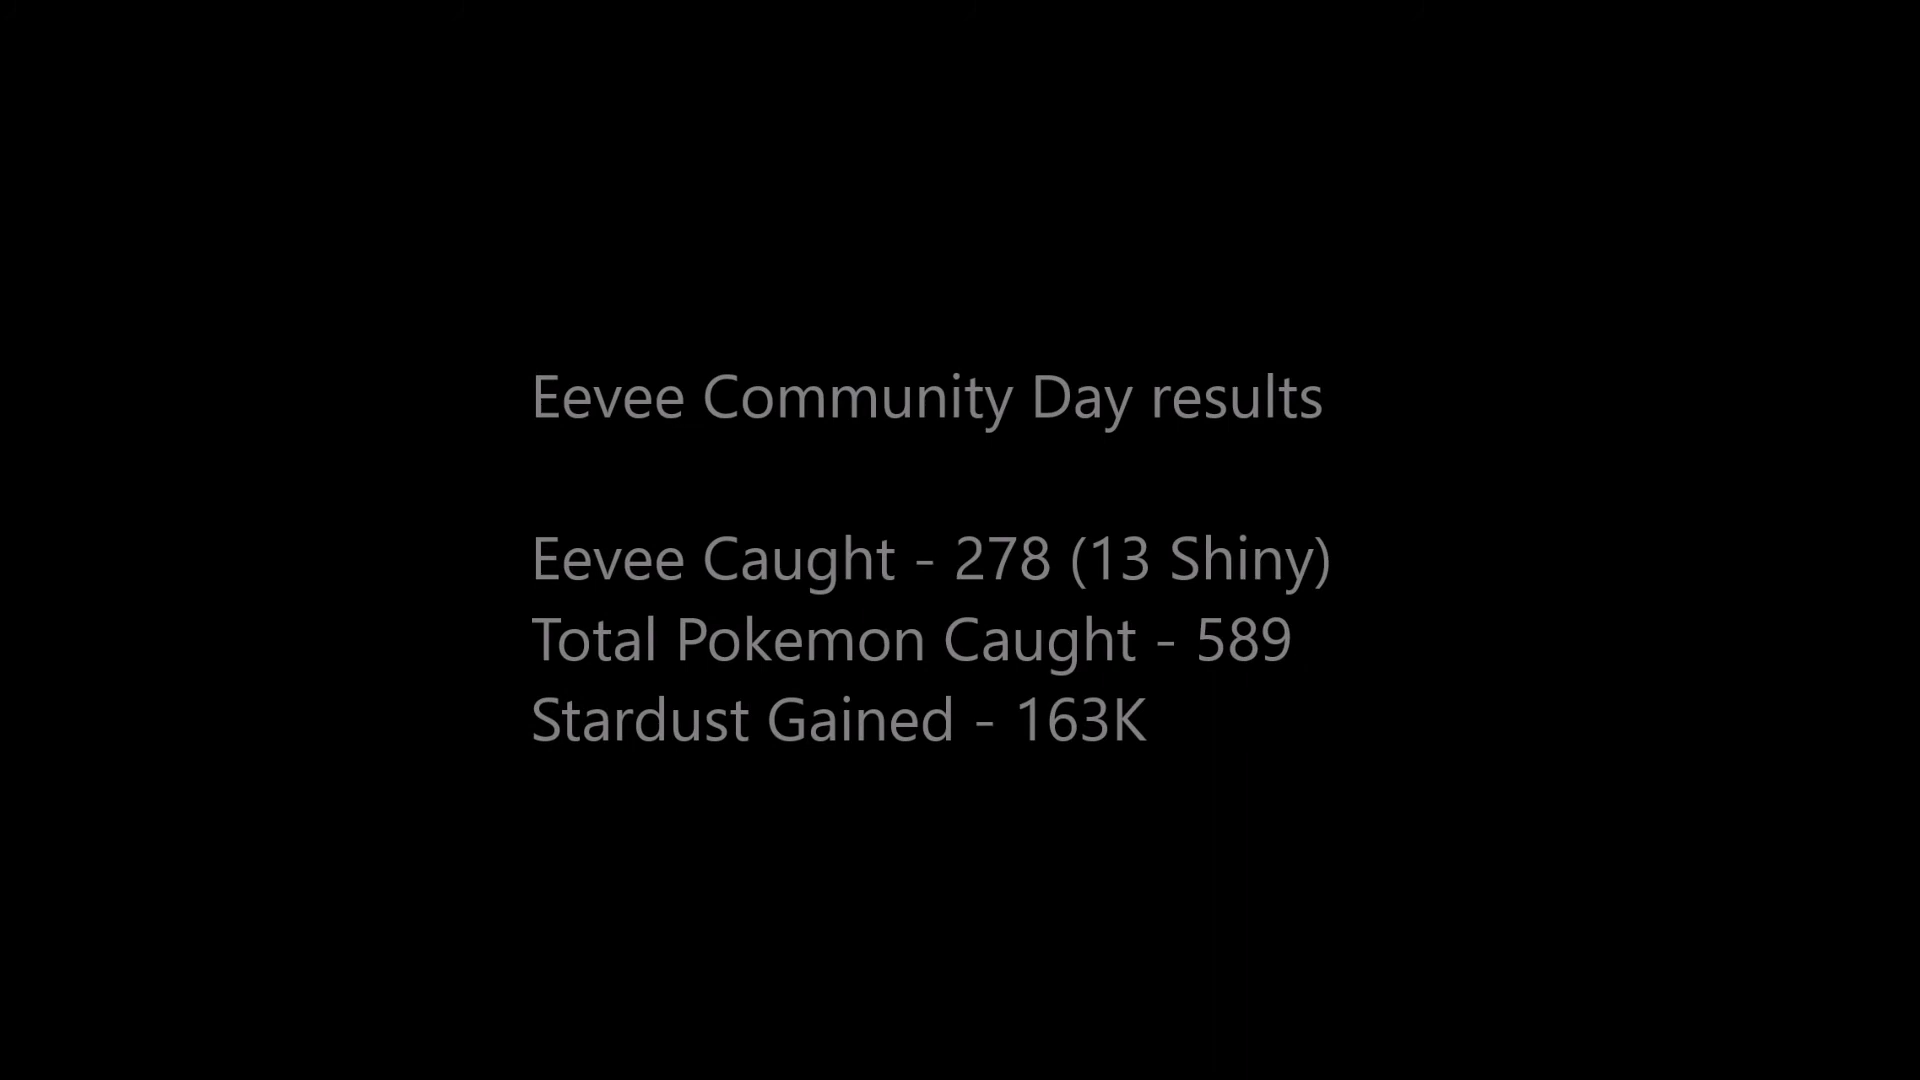 Eevee Community Day results
Eevee Caught - 278 (13 Shiny)
Total Pokemon Caught - 589
Stardust Gained - 163K